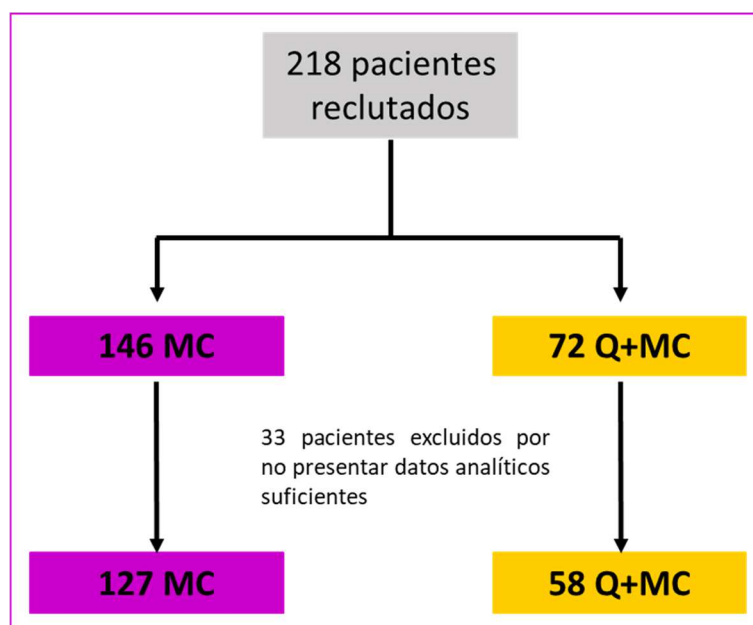 218 pacientes
reclutados
146 MC
72 Q+MC
33 pacientes excluidos por
no presentar datos analíticos
suficientes
127 MC
58 Q+MC